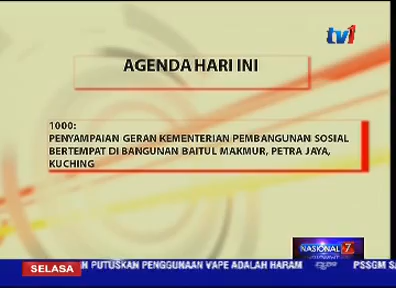 tv1
AGENDA HARI INI
1000:
PENYAMPAIAN GERAN KEMENTERIAN PEMBANGUNAN SOSIAL
BERTEMPAT DI BANGUNAN BAITUL MAKMUR, PETRA JAYA,
KUCHING
NASIONAL 7
SELASA
PUTUSKAN PENGGUNAAN VAPE ADALAH HARAM
PSSGM